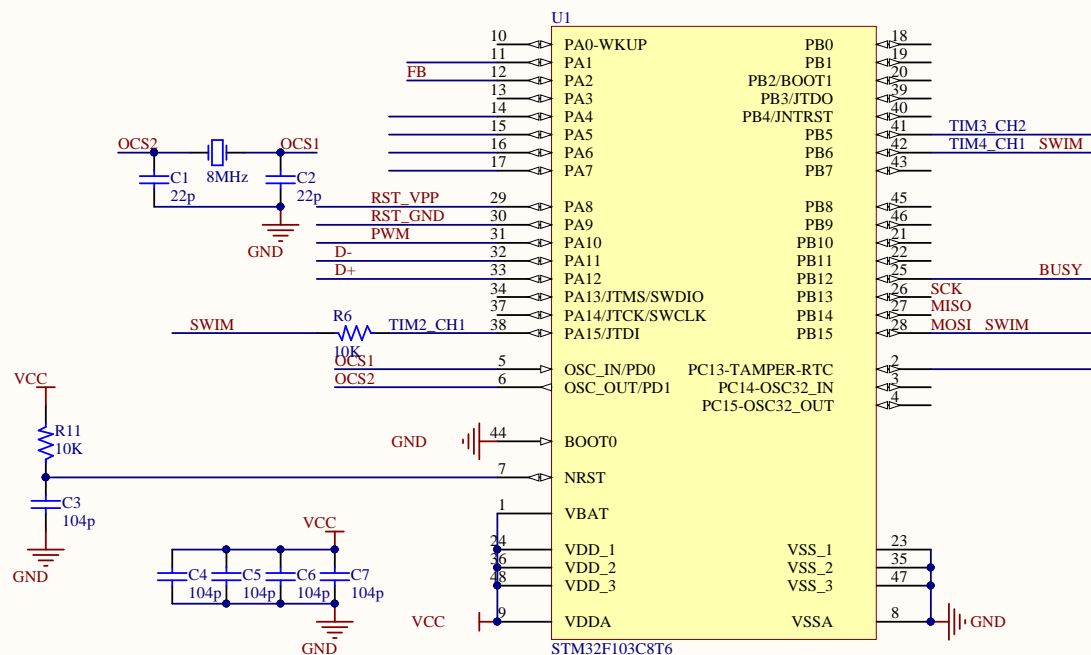 U1
10 PA0-WKUP PB0 18
11 PA1 PB1 19
FB 12 PA2 PB2/BOOT1 20
13 PA3 PB3/JTDO 39
14 PA4 PB4/JNTRST 40
15 PA5 PB5 41 TIM3_CH2
16 PA6 PB6 42 TIM4_CH1 SWIM
17 PA7 PB7 43
OCS2 OCS1
8MHz
C1
22p
C2
22p
GND
RST_VPP 29 PA8 PB8 45
RST_GND 30 PA9 PB9 46
PWM 31 PA10 PB10 21
D- 32 PA11 PB11 22
D+ 33 PA12 PB12 25 BUSY
34 PA13/JTMS/SWDIO PB13 26 SCK
37 PA14/JTCK/SWCLK PB14 27 MISO
SWIM R6 10K TIM2_CH1 38 PA15/JTDI PB15 28 MOSI SWIM
OCS1 5 OSC_IN/PD0 PC13-TAMPER-RTC 2
OCS2 6 OSC_OUT/PD1 PC14-OSC32_IN 3
PC15-OSC32_OUT 4
GND 44 BOOT0
VCC
R11
10K
7 NRST
C3
104p
GND
1 VBAT
24 VDD_1 VSS_1 23
36 VDD_2 VSS_2 35
48 VDD_3 VSS_3 47
VCC 9 VDDA VSSA 8 GND
VCC
C4 C5 C6 C7
104p 104p 104p 104p
GND
STM32F103C8T6